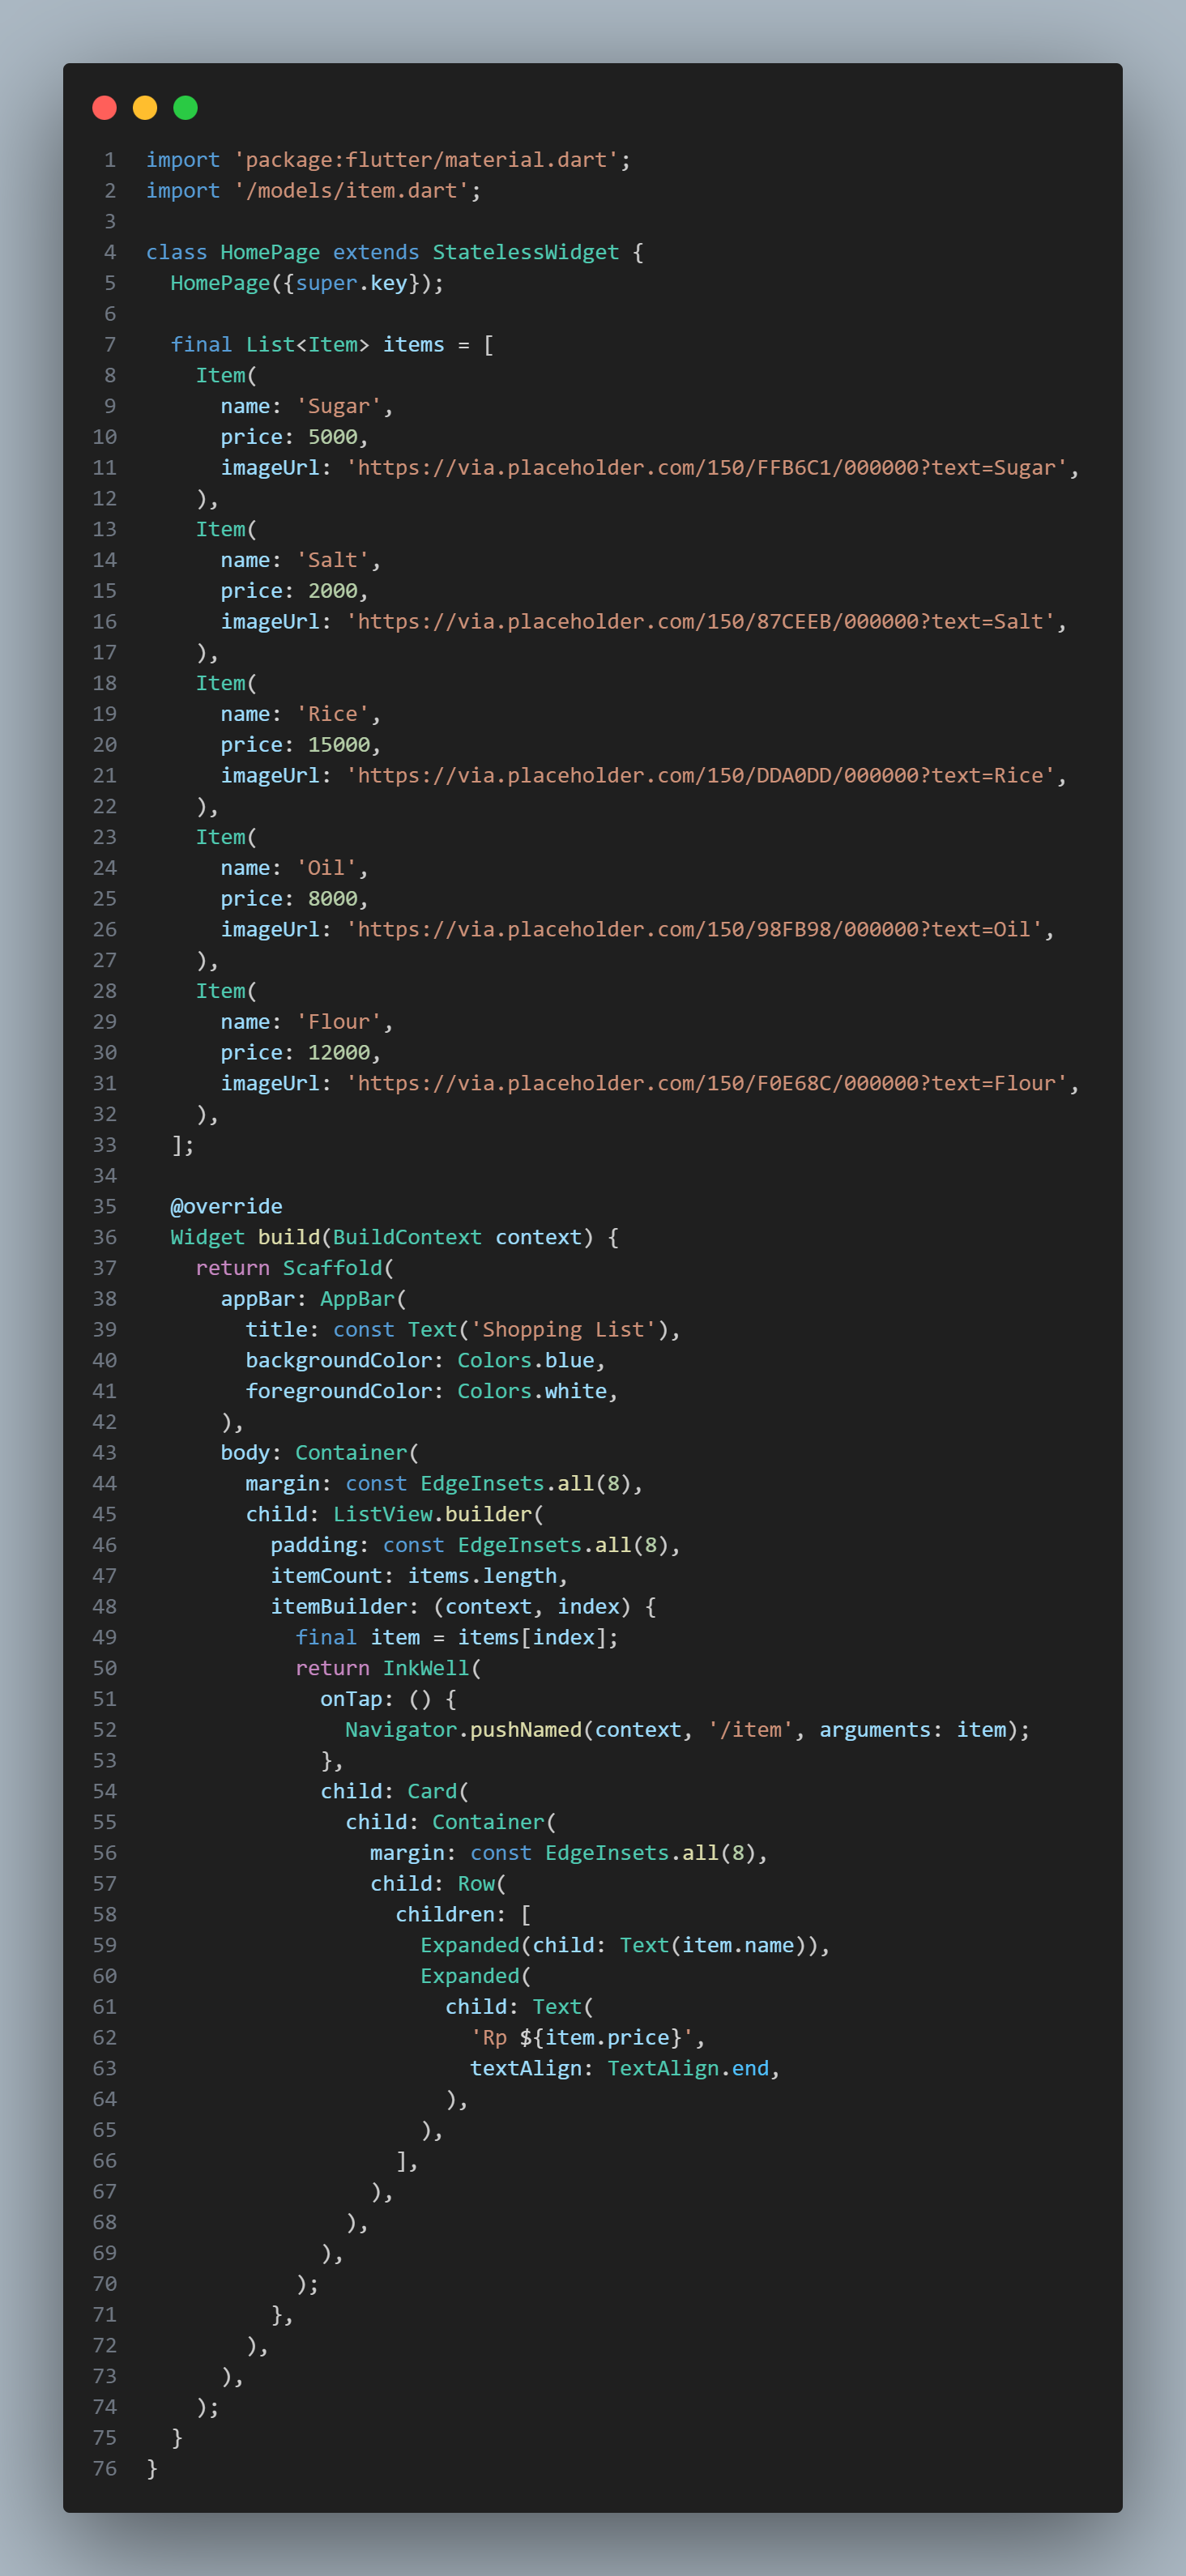 1 import 'package:flutter/material.dart';
2 import '/models/item.dart';
3
4 class HomePage extends StatelessWidget {
5   HomePage({super.key});
6
7   final List<Item> items = [
8     Item(
9       name: 'Sugar',
10       price: 5000,
11       imageUrl: 'https://via.placeholder.com/150/FFB6C1/000000?text=Sugar',
12     ),
13     Item(
14       name: 'Salt',
15       price: 2000,
16       imageUrl: 'https://via.placeholder.com/150/87CEEB/000000?text=Salt',
17     ),
18     Item(
19       name: 'Rice',
20       price: 15000,
21       imageUrl: 'https://via.placeholder.com/150/DDA0DD/000000?text=Rice',
22     ),
23     Item(
24       name: 'Oil',
25       price: 8000,
26       imageUrl: 'https://via.placeholder.com/150/98FB98/000000?text=Oil',
27     ),
28     Item(
29       name: 'Flour',
30       price: 12000,
31       imageUrl: 'https://via.placeholder.com/150/F0E68C/000000?text=Flour',
32     ),
33   ];
34
35   @override
36   Widget build(BuildContext context) {
37     return Scaffold(
38       appBar: AppBar(
39         title: const Text('Shopping List'),
40         backgroundColor: Colors.blue,
41         foregroundColor: Colors.white,
42       ),
43       body: Container(
44         margin: const EdgeInsets.all(8),
45         child: ListView.builder(
46           padding: const EdgeInsets.all(8),
47           itemCount: items.length,
48           itemBuilder: (context, index) {
49             final item = items[index];
50             return InkWell(
51               onTap: () {
52                 Navigator.pushNamed(context, '/item', arguments: item);
53               },
54               child: Card(
55                 child: Container(
56                   margin: const EdgeInsets.all(8),
57                   child: Row(
58                     children: [
59                       Expanded(child: Text(item.name)),
60                       Expanded(
61                         child: Text(
62                           'Rp ${item.price}',
63                           textAlign: TextAlign.end,
64                         ),
65                       ),
66                     ],
67                   ),
68                 ),
69               ),
70             );
71           },
72         ),
73       ),
74     );
75   }
76 }